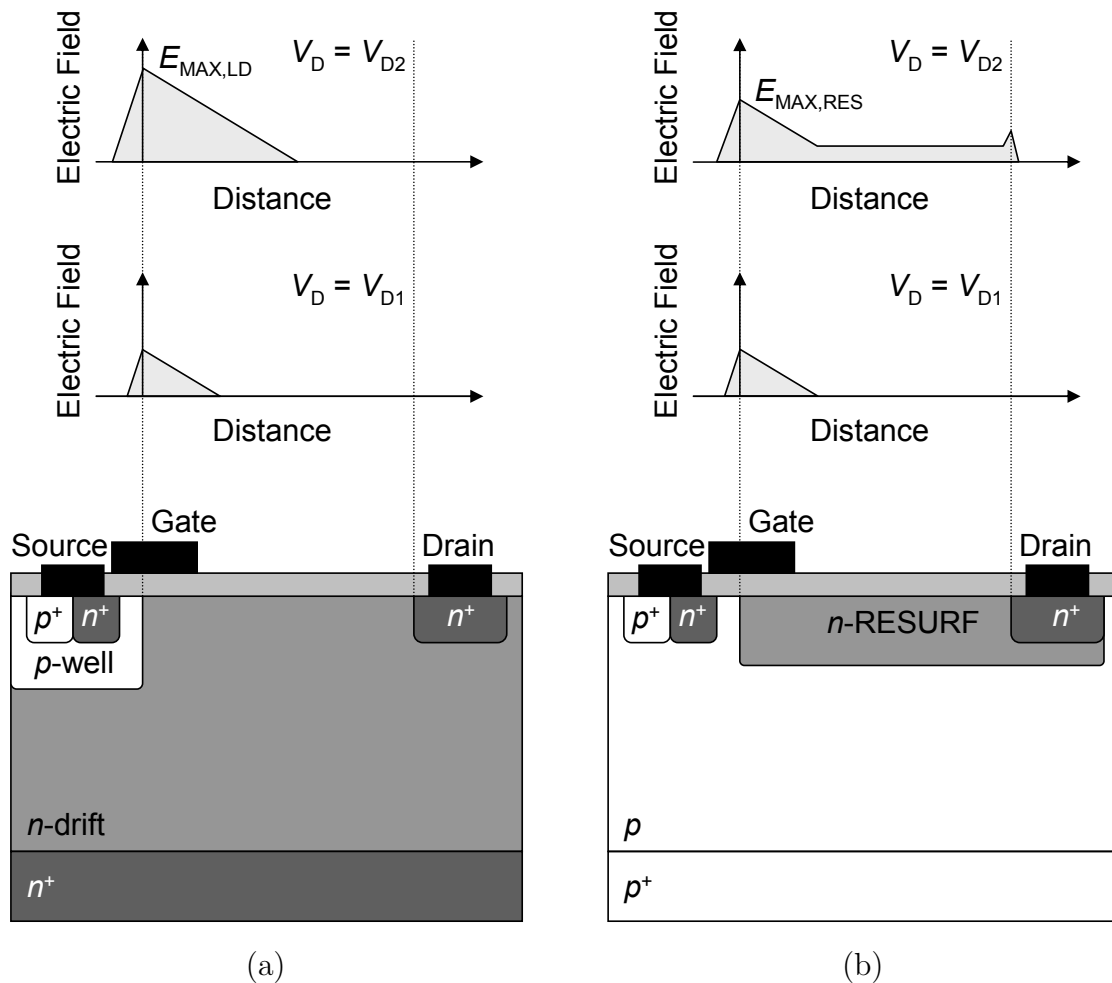 Electric Field
E_MAX,LD
V_D = V_D2
Distance
Electric Field
V_D = V_D1
Distance
Source
Gate
Drain
p⁺
n⁺
n⁺
p-well
n-drift
n⁺
(a)
Electric Field
E_MAX,RES
V_D = V_D2
Distance
Electric Field
V_D = V_D1
Distance
Source
Gate
Drain
p⁺
n⁺
n-RESURF
n⁺
p
p⁺
(b)